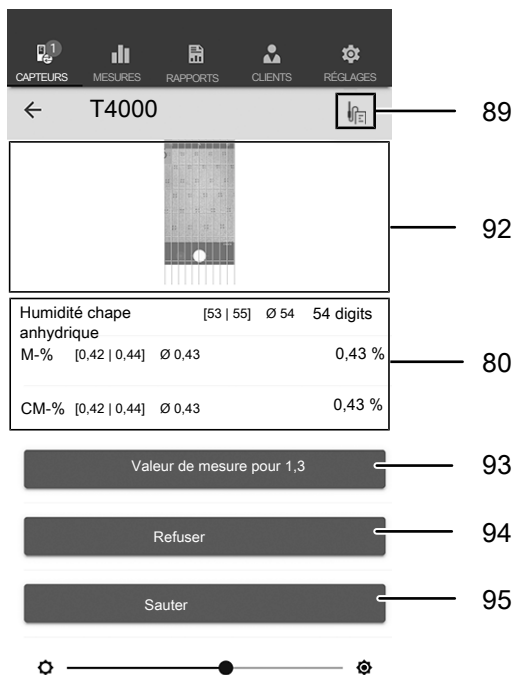 1
CAPTEURS MESURES RAPPORTS CLIENTS RÉGLAGES
T4000
89
92
Humidité chape anhydrique [53 | 55] Ø 54 54 digits
M-% [0,42 | 0,44] Ø 0,43 0,43 %
80
CM-% [0,42 | 0,44] Ø 0,43 0,43 %
Valeur de mesure pour 1,3
93
Refuser
94
Sauter
95